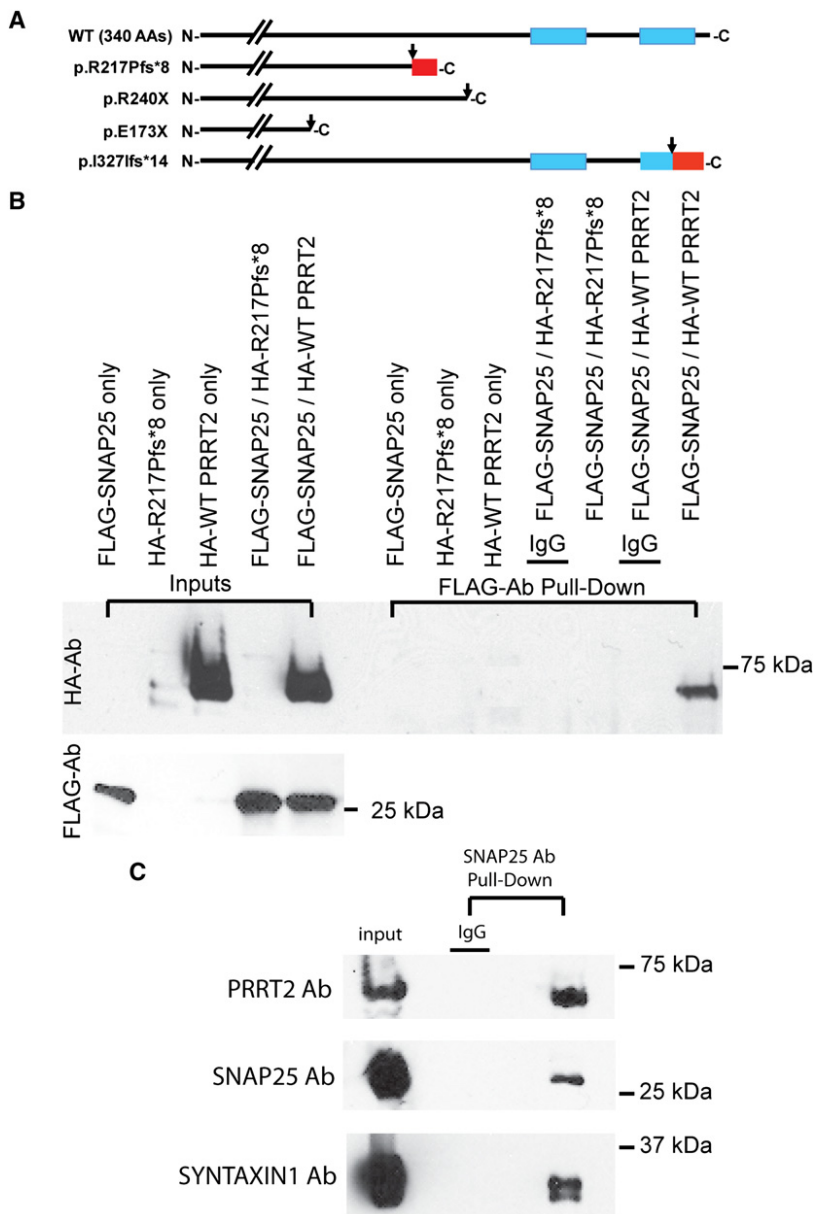 A
WT (340 AAs) N- -C
p.R217Pfs*8 N- -C
p.R240X N- -C
p.E173X N- -C
p.I327Ifs*14 N- -C
B
FLAG-SNAP25 only
HA-R217Pfs*8 only
HA-WT PRRT2 only
FLAG-SNAP25 / HA-R217Pfs*8
FLAG-SNAP25 / HA-WT PRRT2
FLAG-SNAP25 only
HA-R217Pfs*8 only
HA-WT PRRT2 only
FLAG-SNAP25 / HA-R217Pfs*8
FLAG-SNAP25 / HA-R217Pfs*8
FLAG-SNAP25 / HA-WT PRRT2
FLAG-SNAP25 / HA-WT PRRT2
IgG IgG
Inputs FLAG-Ab Pull-Down
HA-Ab
75 kDa
FLAG-Ab
25 kDa
C
SNAP25 Ab
Pull-Down
input IgG
PRRT2 Ab 75 kDa
SNAP25 Ab 25 kDa
SYNTAXIN1 Ab 37 kDa